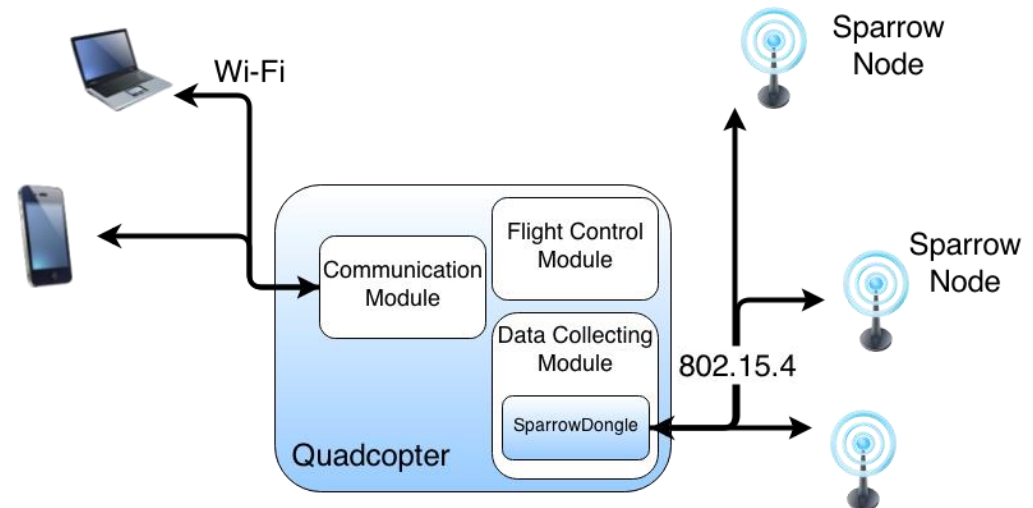 Wi-Fi
Sparrow
Node
Flight Control
Module
Communication
Module
Sparrow
Node
Data Collecting
Module
802.15.4
SparrowDongle
Quadcopter